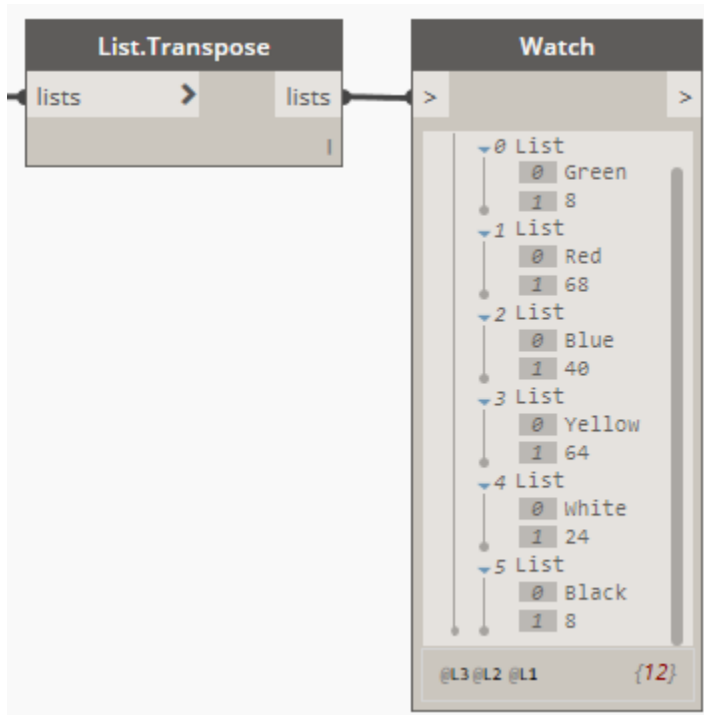 List.Transpose
lists > lists
l
Watch
> >
0 List
0 Green
1 8
1 List
0 Red
1 68
2 List
0 Blue
1 40
3 List
0 Yellow
1 64
4 List
0 White
1 24
5 List
0 Black
1 8
@L3 @L2 @L1 {12}